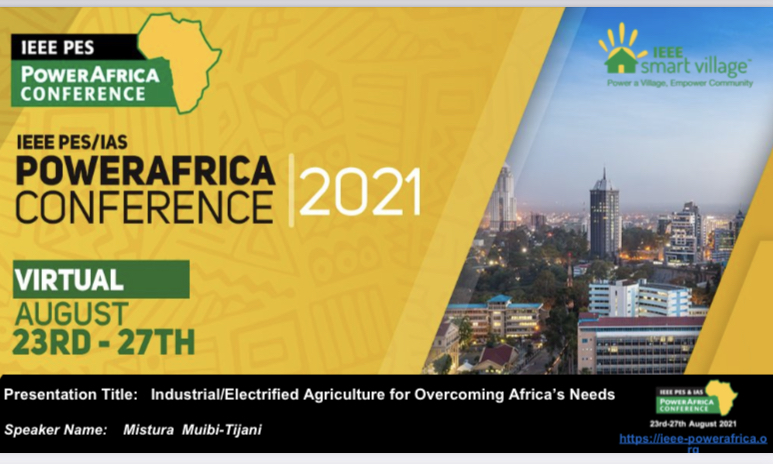 IEEE PES
POWERAFRICA
CONFERENCE
IEEE
smart village™
Power a Village, Empower Community
IEEE PES/IAS
POWERAFRICA
CONFERENCE
2021
VIRTUAL
AUGUST
23RD - 27TH
Presentation Title: Industrial/Electrified Agriculture for Overcoming Africa's Needs
Speaker Name: Mistura Muibi-Tijani
IEEE PES & IAS
POWERAFRICA
CONFERENCE
23rd-27th August 2021
https://ieee-powerafrica.o
rg